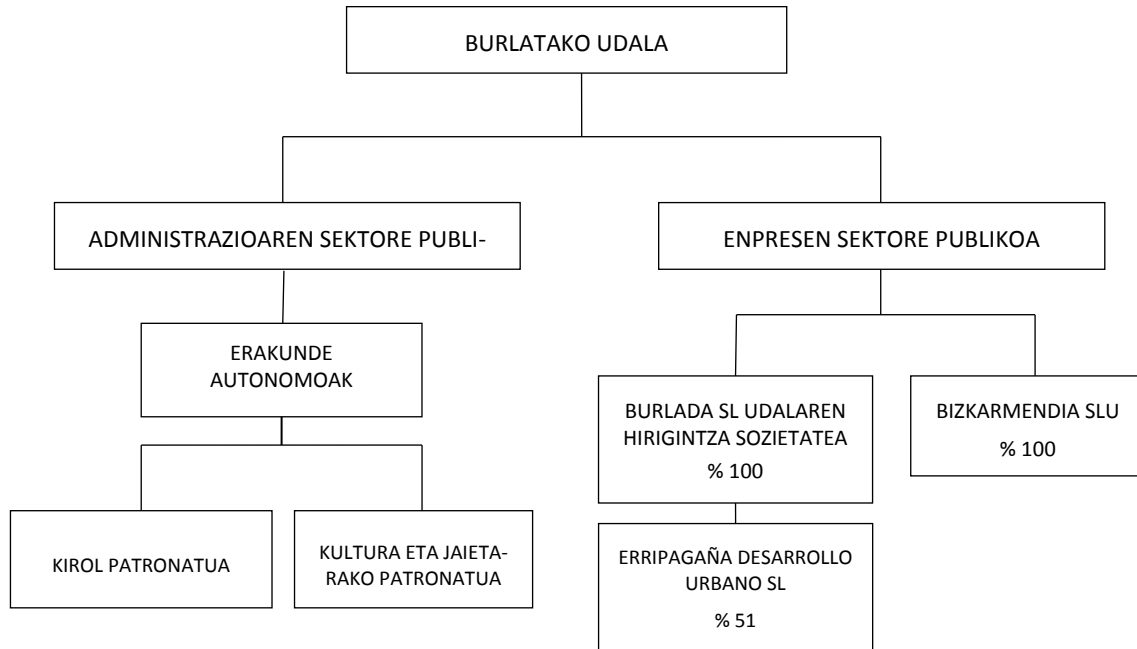 BURLATAKO UDALA
ADMINISTRAZIOAREN SEKTORE PUBLI-
ENPRESEN SEKTORE PUBLIKOA
ERAKUNDE
AUTONOMOAK
BURLADA SL UDALAREN
HIRIGINTZA SOZIETATEA
% 100
BIZKARMENDIA SLU
% 100
KIROL PATRONATUA
KULTURA ETA JAIETA-
RAKO PATRONATUA
ERRIPAGAÑA DESARROLLO
URBANO SL
% 51